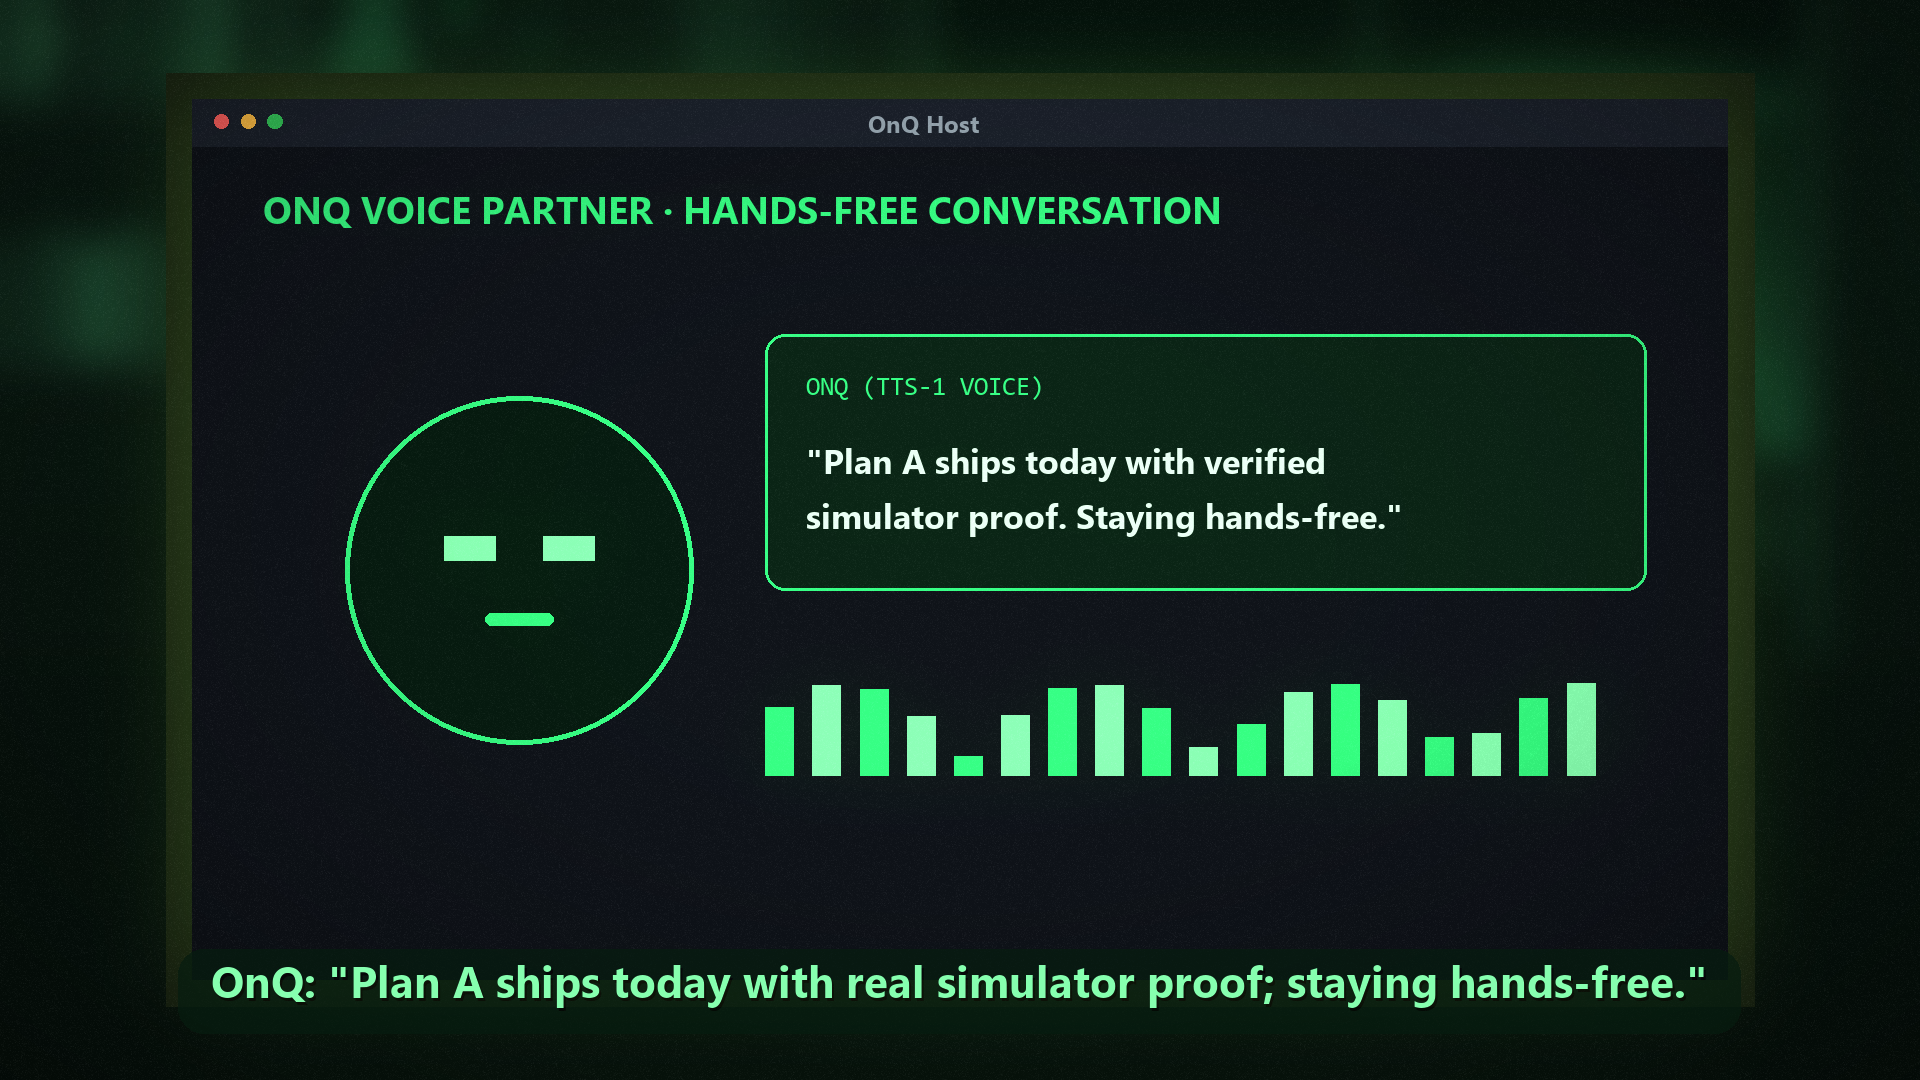 OnQ Host
ONQ VOICE PARTNER · HANDS-FREE CONVERSATION
ONQ (TTS-1 VOICE)
"Plan A ships today with verified
simulator proof. Staying hands-free."
OnQ: "Plan A ships today with real simulator proof; staying hands-free."